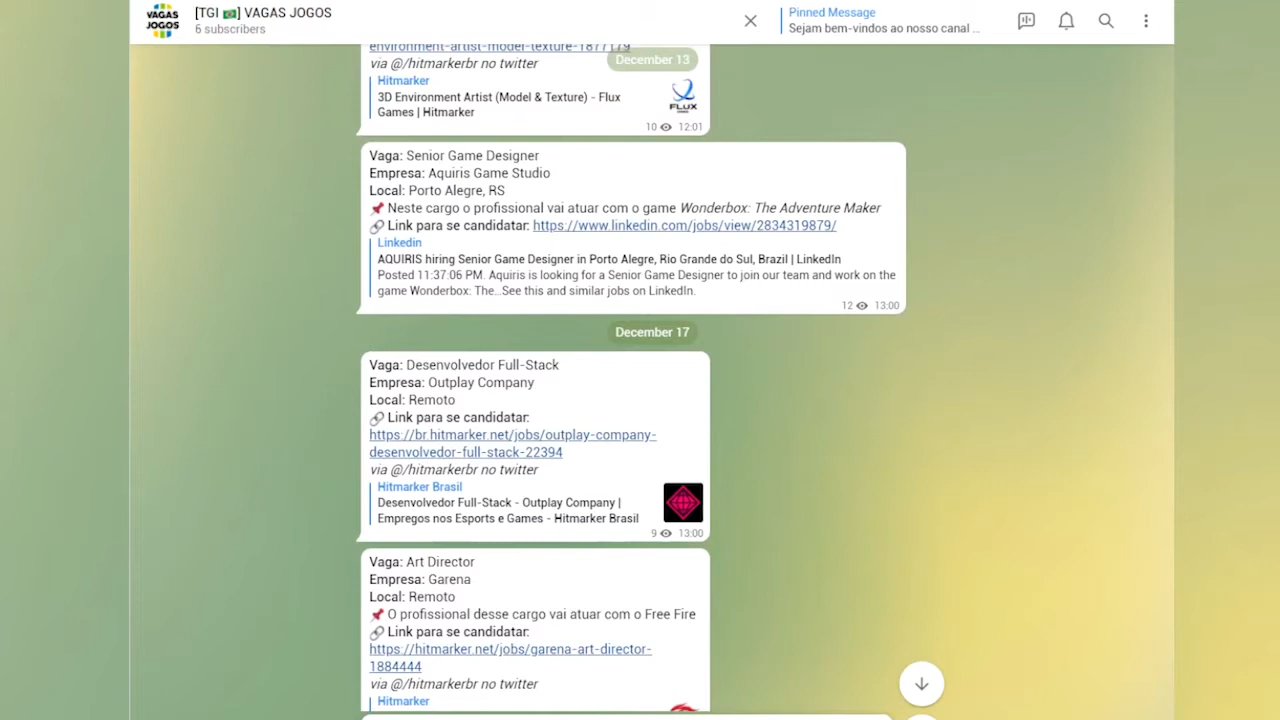 VAGAS
JOGOS
[TGI 🇧🇷] VAGAS JOGOS
6 subscribers
Pinned Message
Sejam bem-vindos ao nosso canal ...
environment-artist-model-texture-1877179
December 13
via @/hitmarkerbr no twitter
Hitmarker
3D Environment Artist (Model & Texture) - Flux
Games | Hitmarker
FLUX
10 12:01
Vaga: Senior Game Designer
Empresa: Aquiris Game Studio
Local: Porto Alegre, RS
📌 Neste cargo o profissional vai atuar com o game Wonderbox: The Adventure Maker
🔗 Link para se candidatar: https://www.linkedin.com/jobs/view/2834319879/
Linkedin
AQUIRIS hiring Senior Game Designer in Porto Alegre, Rio Grande do Sul, Brazil | LinkedIn
Posted 11:37:06 PM. Aquiris is looking for a Senior Game Designer to join our team and work on the
game Wonderbox: The...See this and similar jobs on LinkedIn.
12 13:00
December 17
Vaga: Desenvolvedor Full-Stack
Empresa: Outplay Company
Local: Remoto
🔗 Link para se candidatar:
https://br.hitmarker.net/jobs/outplay-company-
desenvolvedor-full-stack-22394
via @/hitmarkerbr no twitter
Hitmarker Brasil
Desenvolvedor Full-Stack - Outplay Company |
Empregos nos Esports e Games - Hitmarker Brasil
9 13:00
Vaga: Art Director
Empresa: Garena
Local: Remoto
📌 O profissional desse cargo vai atuar com o Free Fire
🔗 Link para se candidatar:
https://hitmarker.net/jobs/garena-art-director-
1884444
via @/hitmarkerbr no twitter
Hitmarker